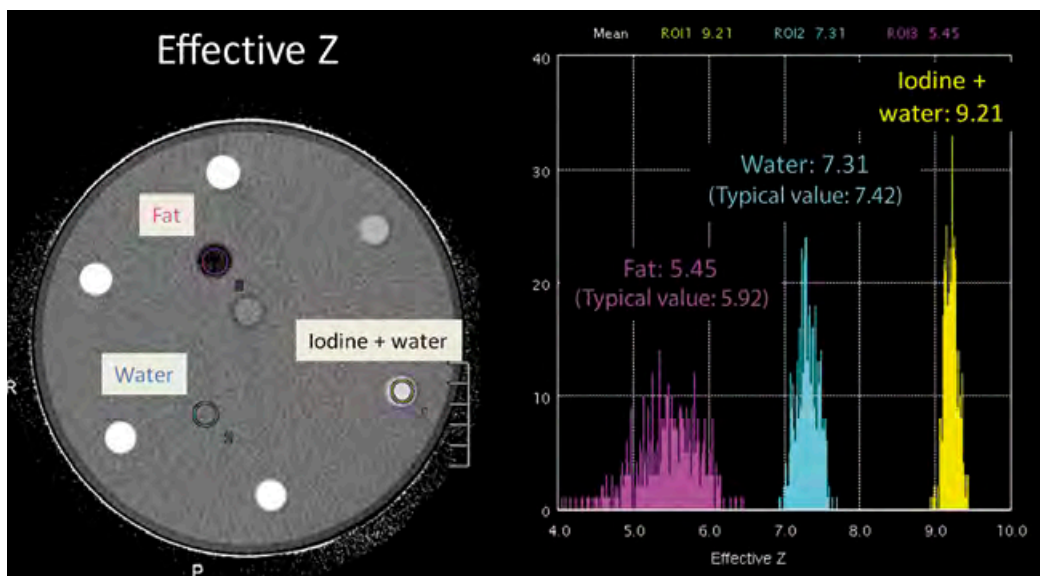 Effective Z
Fat
Iodine + water
Water
R
P
Mean ROI1 9.21 ROI2 7.31 ROI3 5.45
Iodine +
water: 9.21
Water: 7.31
(Typical value: 7.42)
Fat: 5.45
(Typical value: 5.92)
40
30
20
10
0
4.0 5.0 6.0 7.0 8.0 9.0 10.0
Effective Z